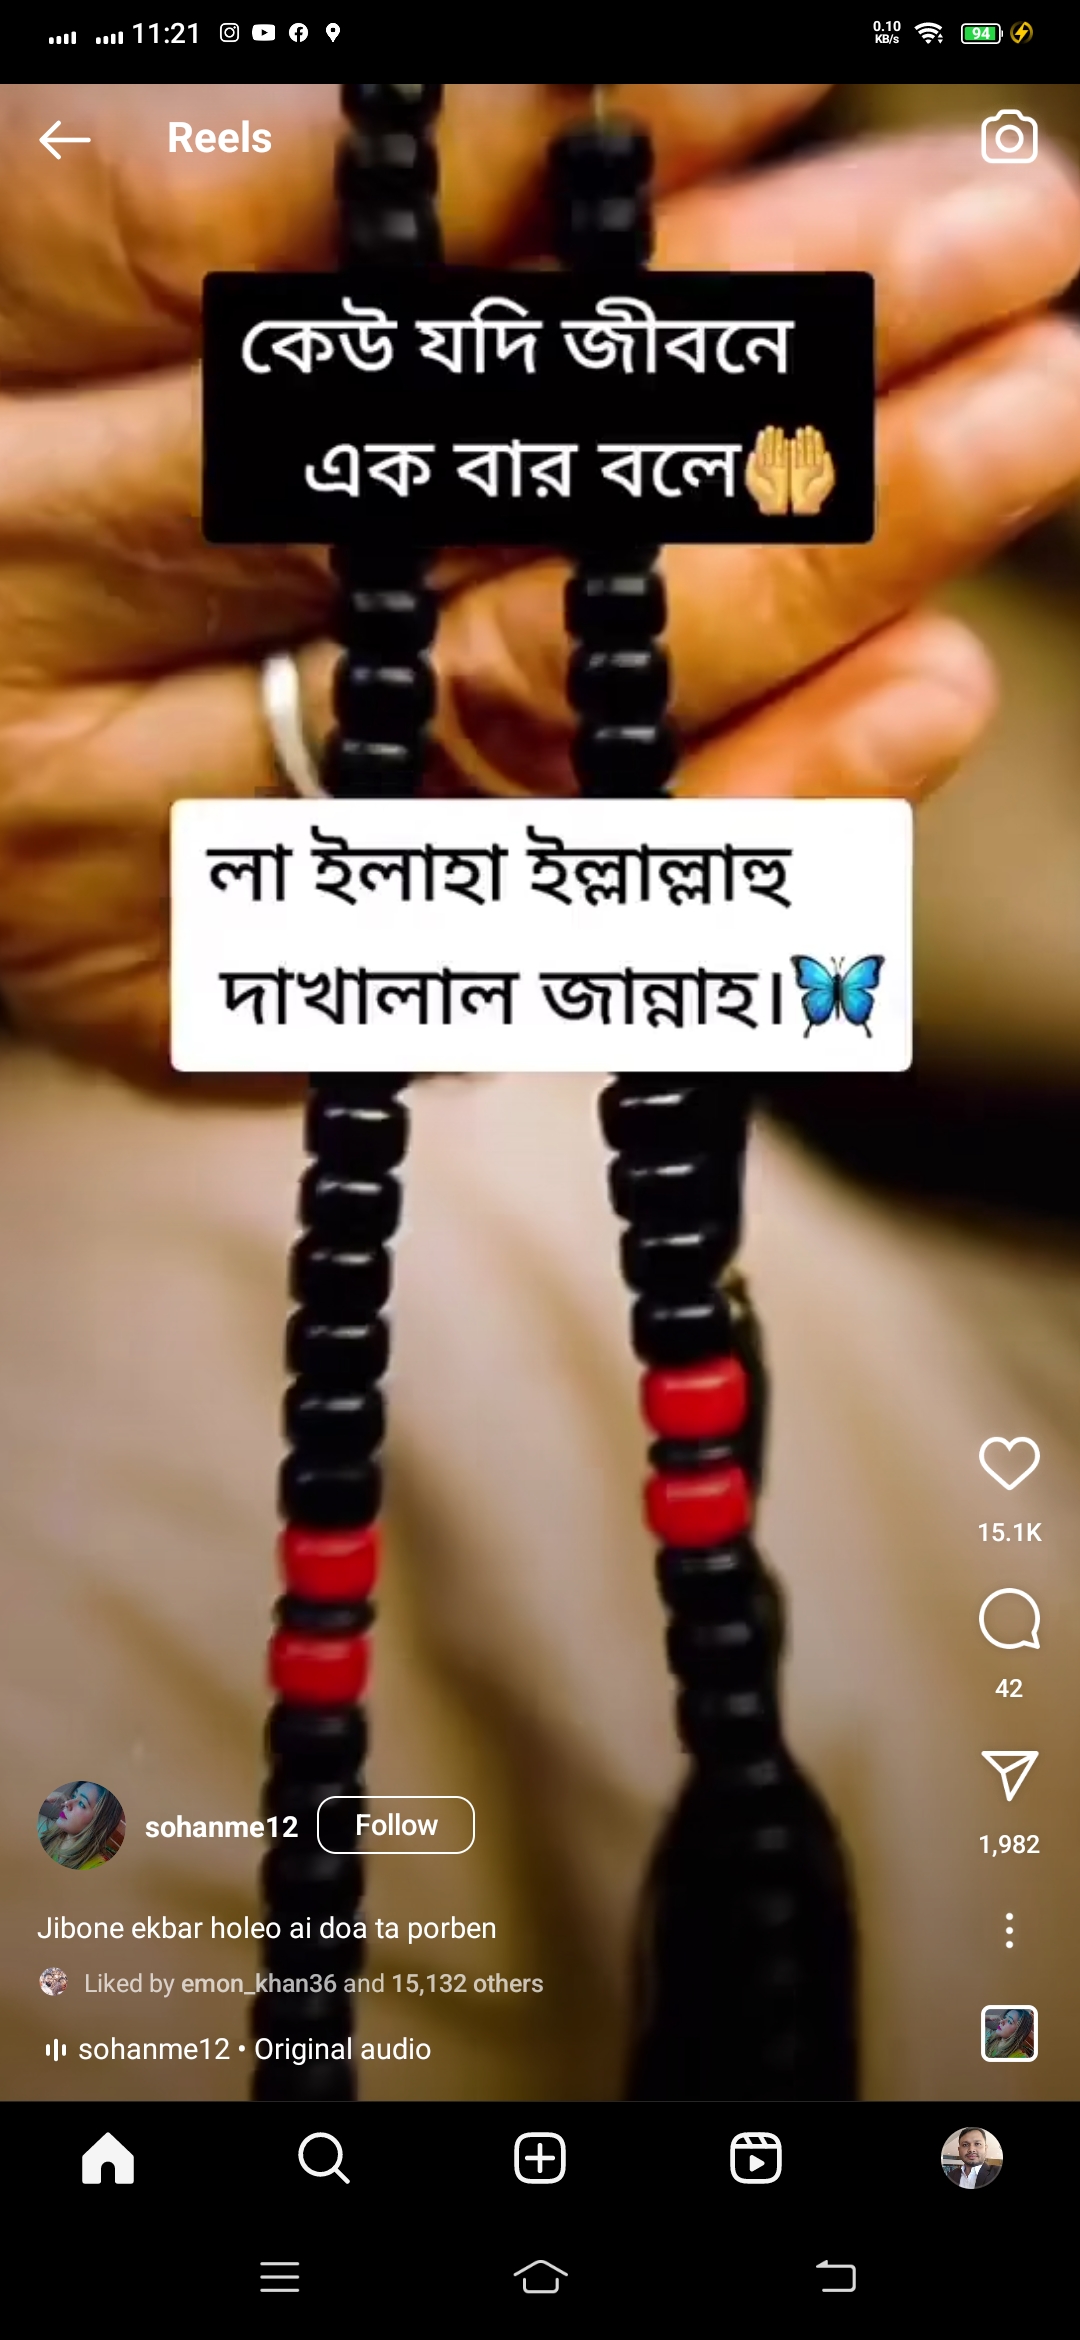 11:21
0.10
KB/s
94
Reels
কেউ যদি জীবনে
এক বার বলে🤲
লা ইলাহা ইল্লাল্লাহু
দাখালাল জান্নাহ।🦋
15.1K
42
1,982
sohanme12 Follow
Jibone ekbar holeo ai doa ta porben
Liked by emon_khan36 and 15,132 others
sohanme12 • Original audio